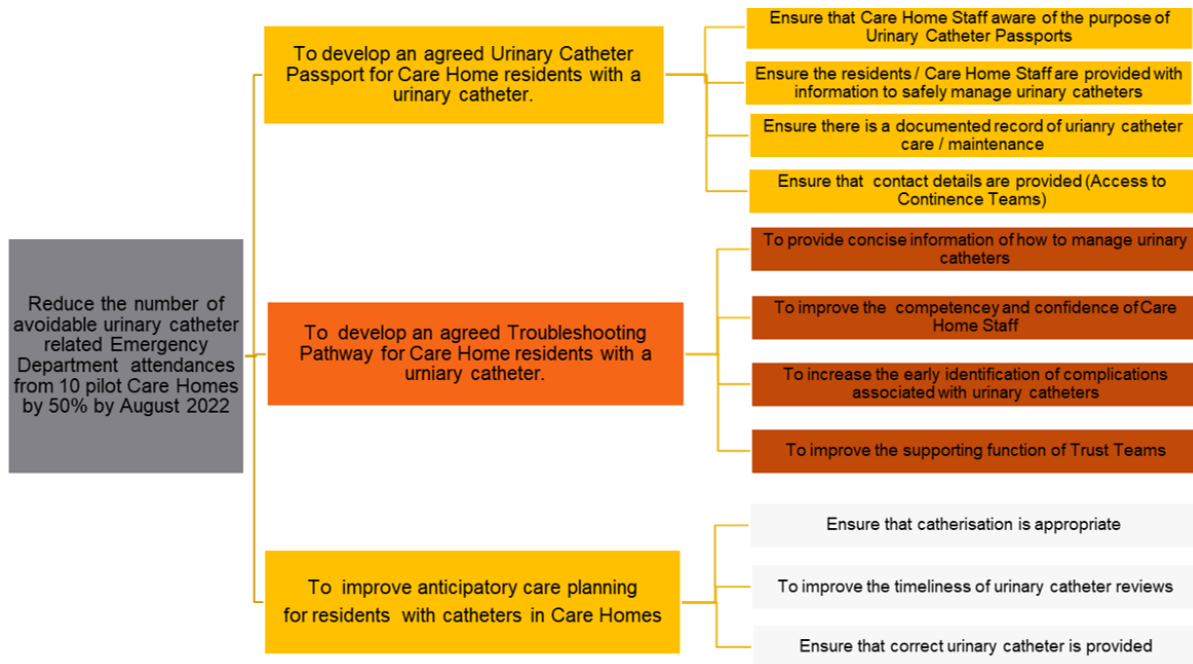 Reduce the number of
avoidable urinary catheter
related Emergency
Department attendances
from 10 pilot Care Homes
by 50% by August 2022
To develop an agreed Urinary Catheter
Passport for Care Home residents with a
urinary catheter.
Ensure that Care Home Staff aware of the purpose of
Urinary Catheter Passports
Ensure the residents / Care Home Staff are provided with
information to safely manage urinary catheters
Ensure there is a documented record of urianry catheter
care / maintenance
Ensure that contact details are provided (Access to
Continence Teams)
To develop an agreed Troubleshooting
Pathway for Care Home residents with a
urniary catheter.
To provide concise information of how to manage urinary
catheters
To improve the competencey and confidence of Care
Home Staff
To increase the early identification of complications
associated with urinary catheters
To improve the supporting function of Trust Teams
To improve anticipatory care planning
for residents with catheters in Care Homes
Ensure that catherisation is appropriate
To improve the timeliness of urinary catheter reviews
Ensure that correct urinary catheter is provided